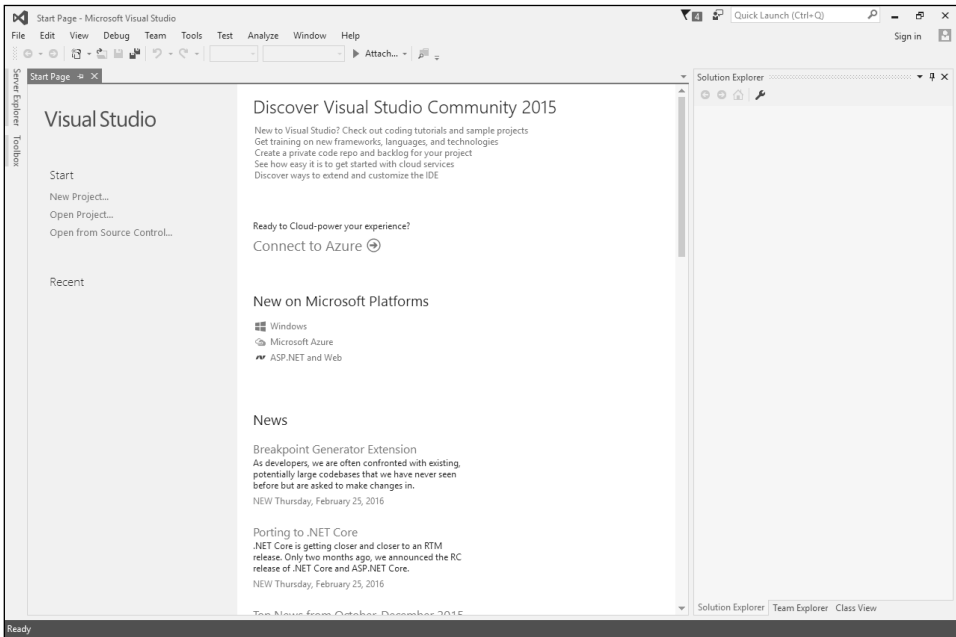 Start Page - Microsoft Visual Studio
4
Quick Launch (Ctrl+Q)
File Edit View Debug Team Tools Test Analyze Window Help
Sign in
Attach...
Server Explorer
Toolbox
Start Page
Visual Studio
Start
New Project...
Open Project...
Open from Source Control...
Recent
Discover Visual Studio Community 2015
New to Visual Studio? Check out coding tutorials and sample projects
Get training on new frameworks, languages, and technologies
Create a private code repo and backlog for your project
See how easy it is to get started with cloud services
Discover ways to extend and customize the IDE
Ready to Cloud-power your experience?
Connect to Azure
New on Microsoft Platforms
Windows
Microsoft Azure
ASP.NET and Web
News
Breakpoint Generator Extension
As developers, we are often confronted with existing,
potentially large codebases that we have never seen
before but are asked to make changes in.
NEW Thursday, February 25, 2016
Porting to .NET Core
.NET Core is getting closer and closer to an RTM
release. Only two months ago, we announced the RC
release of .NET Core and ASP.NET Core.
NEW Thursday, February 25, 2016
Top News from October-December 2015
Solution Explorer
Solution Explorer Team Explorer Class View
Ready